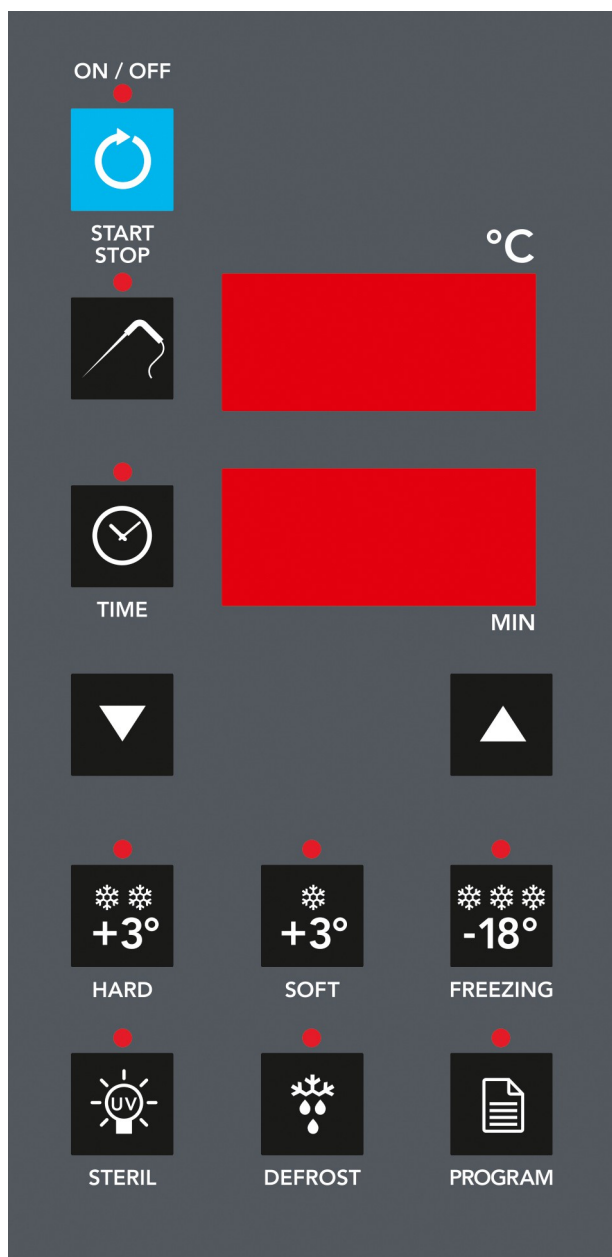 ON / OFF
START
STOP
°C
TIME
MIN
+3°
+3°
-18°
HARD
SOFT
FREEZING
UV
STERIL
DEFROST
PROGRAM